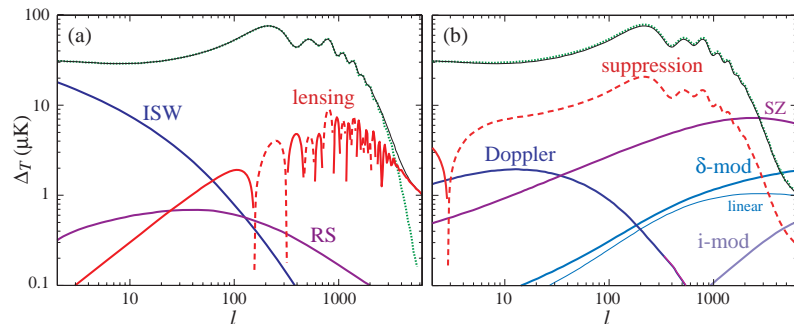 100
(a)
(b)
lensing
suppression
ISW
SZ
10
Δ_T (μK)
Doppler
δ-mod
1
linear
RS
i-mod
0.1
10 100 1000 10 100 1000
l l